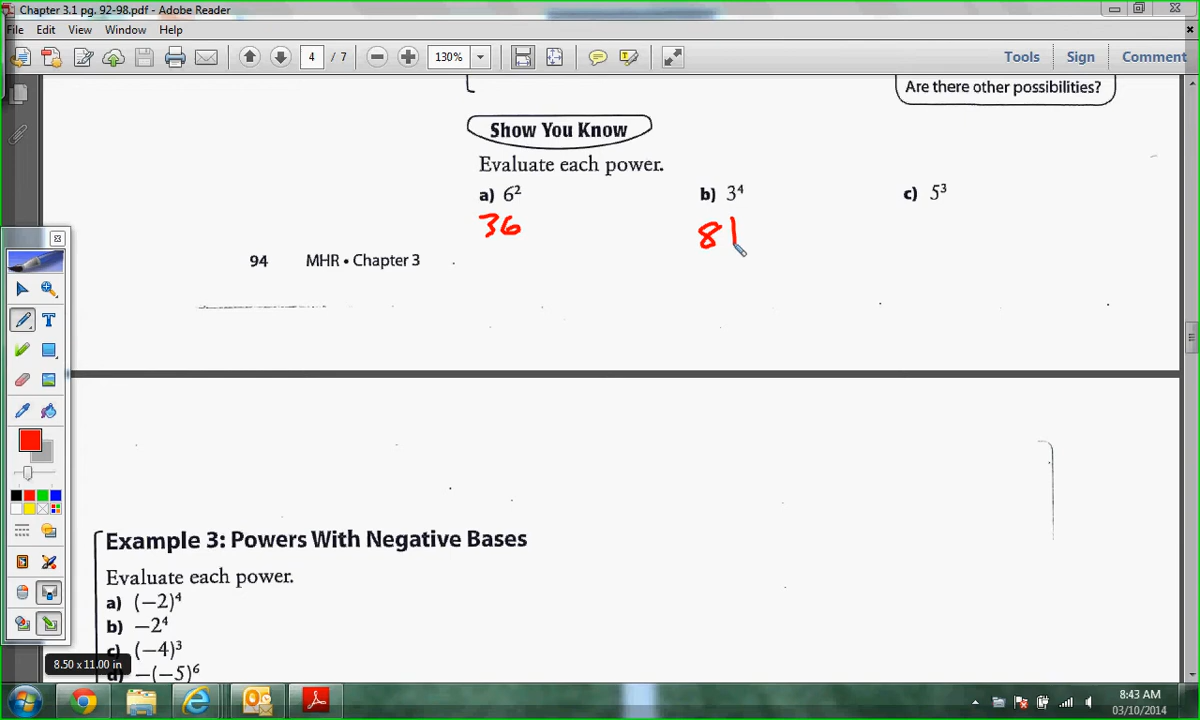 Chapter 3.1 pg. 92-98.pdf - Adobe Reader
File Edit View Window Help
4 / 7 130% Tools Sign Comment
Are there other possibilities?
Show You Know
Evaluate each power.
a) 6² b) 3⁴ c) 5³
36 81
94 MHR • Chapter 3
T
Example 3: Powers With Negative Bases
Evaluate each power.
a) (−2)⁴
b) −2⁴
c) (−4)³
d) −(−5)⁶
8.50 x 11.00 in
8:43 AM
03/10/2014